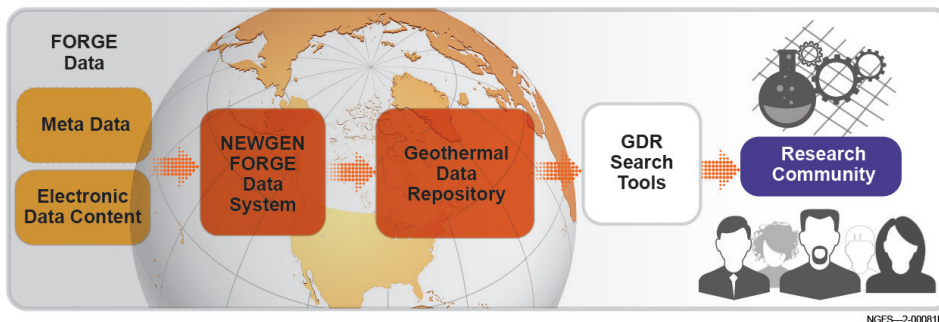 FORGE
Data
Meta Data
Electronic
Data Content
NEWGEN
FORGE
Data
System
Geothermal
Data
Repository
GDR
Search
Tools
Research
Community